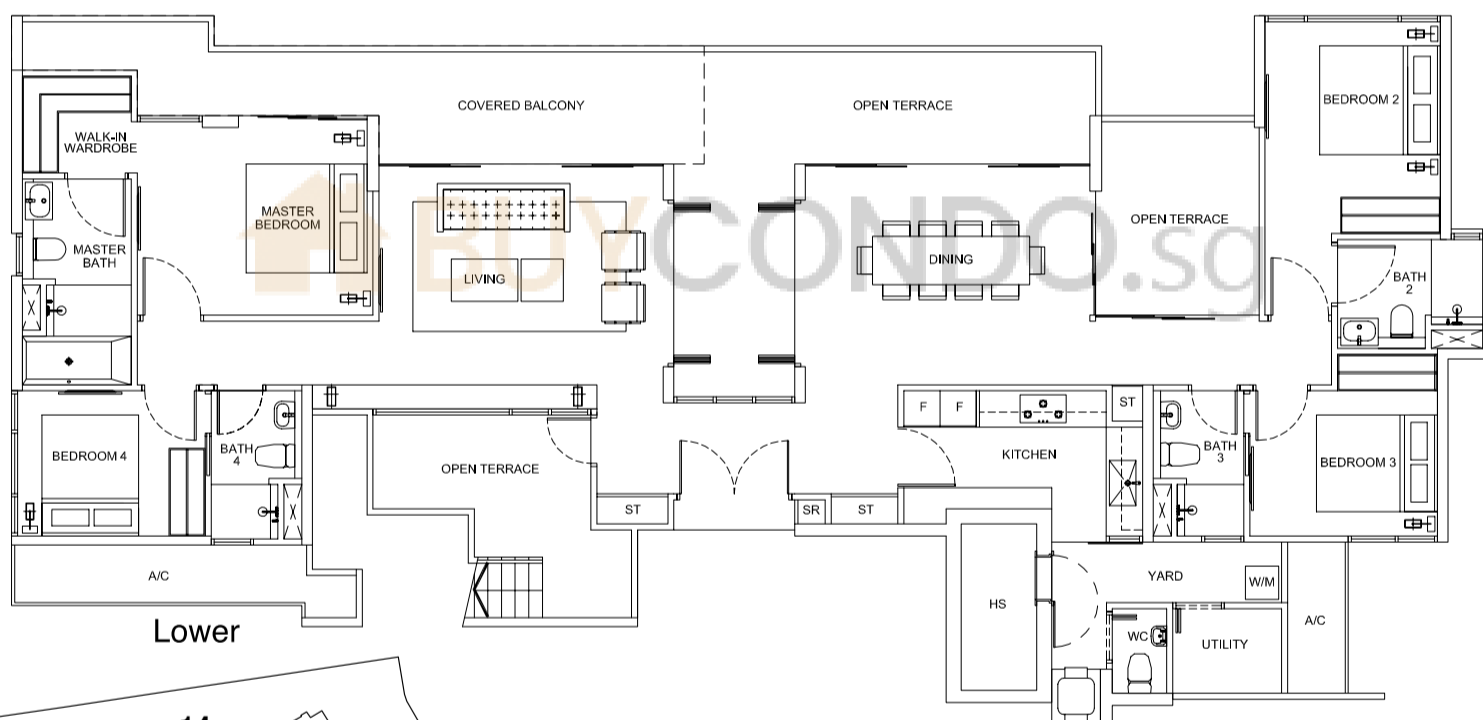 COVERED BALCONY
OPEN TERRACE
BEDROOM 2
WALK-IN
WARDROBE
MASTER
BEDROOM
OPEN TERRACE
MASTER
BATH
LIVING
DINING
BATH
2
BUYCONDO.sg
F
F
ST
BEDROOM 4
BATH
4
OPEN TERRACE
KITCHEN
BATH
3
BEDROOM 3
ST
SR
ST
A/C
HS
YARD
W/M
A/C
WC
UTILITY
Lower